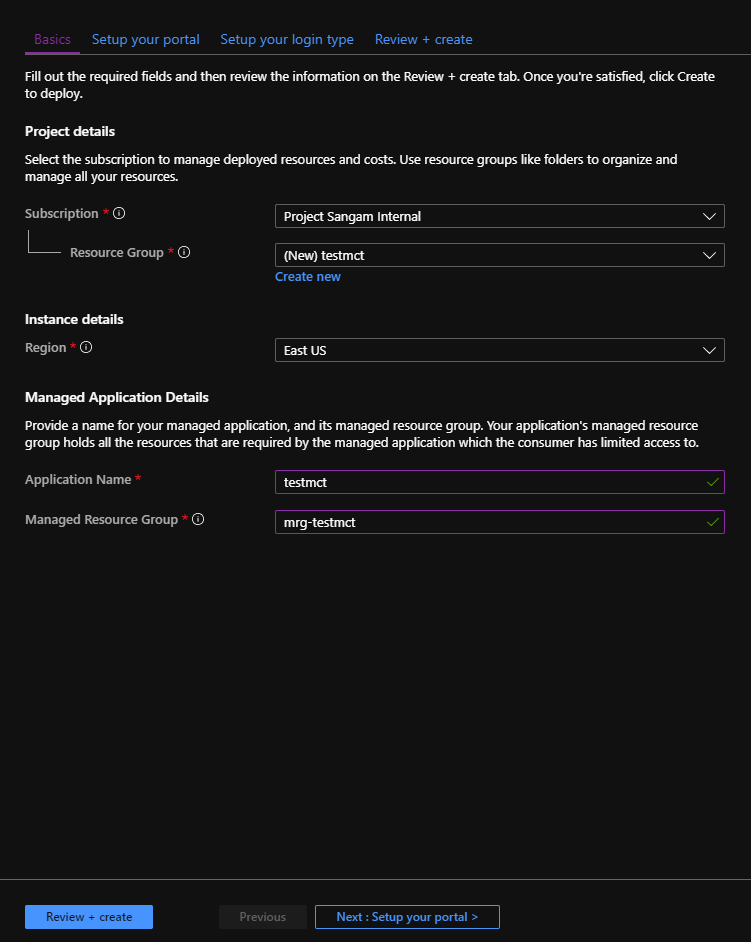 Basics Setup your portal Setup your login type Review + create
Fill out the required fields and then review the information on the Review + create tab. Once you're satisfied, click Create
to deploy.
Project details
Select the subscription to manage deployed resources and costs. Use resource groups like folders to organize and
manage all your resources.
Subscription * Project Sangam Internal
Resource Group * (New) testmct
Create new
Instance details
Region * East US
Managed Application Details
Provide a name for your managed application, and its managed resource group. Your application's managed resource
group holds all the resources that are required by the managed application which the consumer has limited access to.
Application Name * testmct
Managed Resource Group * mrg-testmct
Review + create Previous Next : Setup your portal >